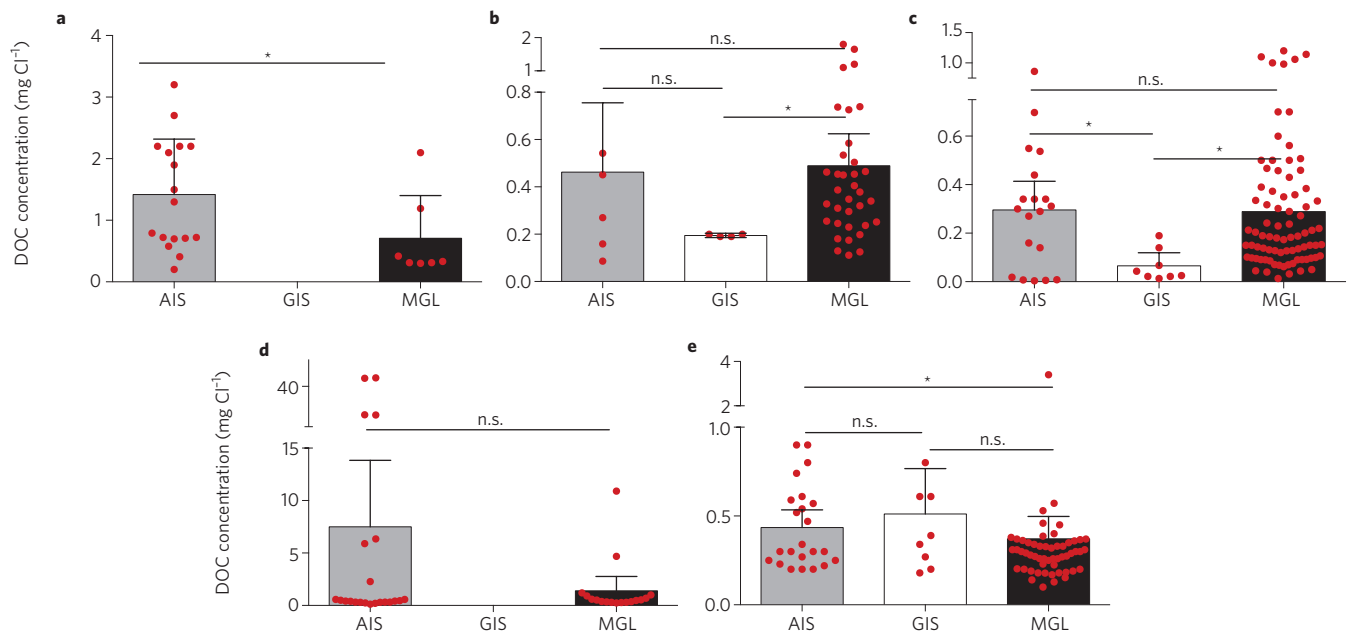 a
DOC concentration (mg Cl⁻¹)
4
3
2
1
0
*
AIS GIS MGL
b
2
1
0.8
0.6
0.4
0.2
0.0
n.s.
n.s.
*
AIS GIS MGL
c
1.5
1.0
0.6
0.4
0.2
0.0
n.s.
*
*
AIS GIS MGL
d
DOC concentration (mg Cl⁻¹)
40
15
10
5
0
n.s.
AIS GIS MGL
e
4
2
1.0
0.5
0.0
*
n.s.
n.s.
AIS GIS MGL